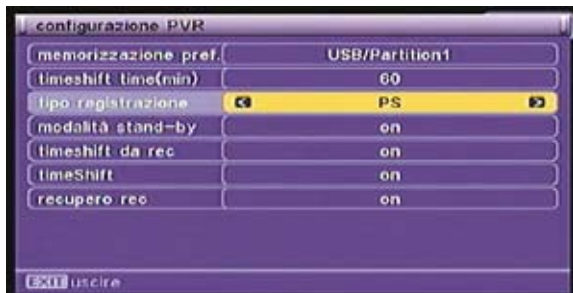 configurazione PVR
memorizzazione pref. USB/Partition1
timeshift time(min) 60
tipo registrazione PS
modalità stand-by on
timeshift da rec on
timeShift on
recupero rec on
EXIT uscire